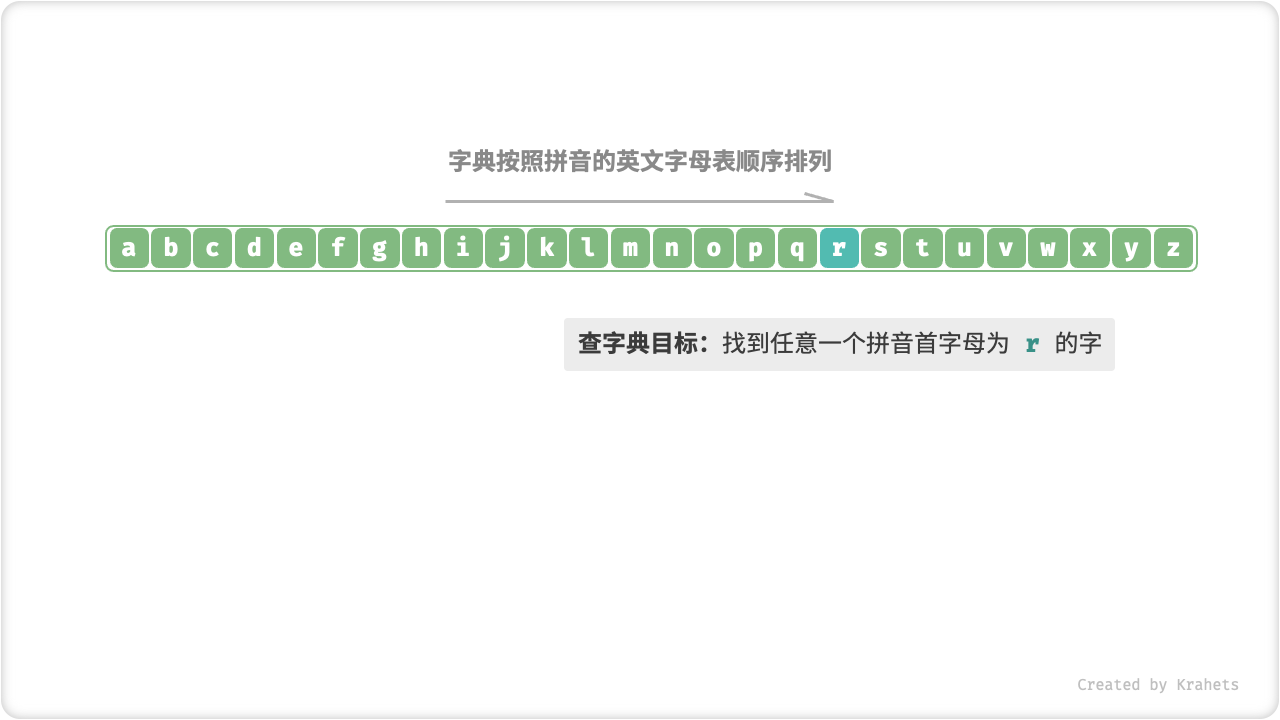 字典按照拼音的英文字母表顺序排列
a b c d e f g h i j k l m n o p q r s t u v w x y z
查字典目标：找到任意一个拼音首字母为 r 的字
Created by Krahets